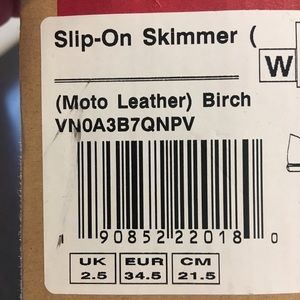 Slip-On Skimmer (
W
(Moto Leather) Birch
VN0A3B7QNPV
1 90852 22018 0
UK EUR CM
2.5 34.5 21.5